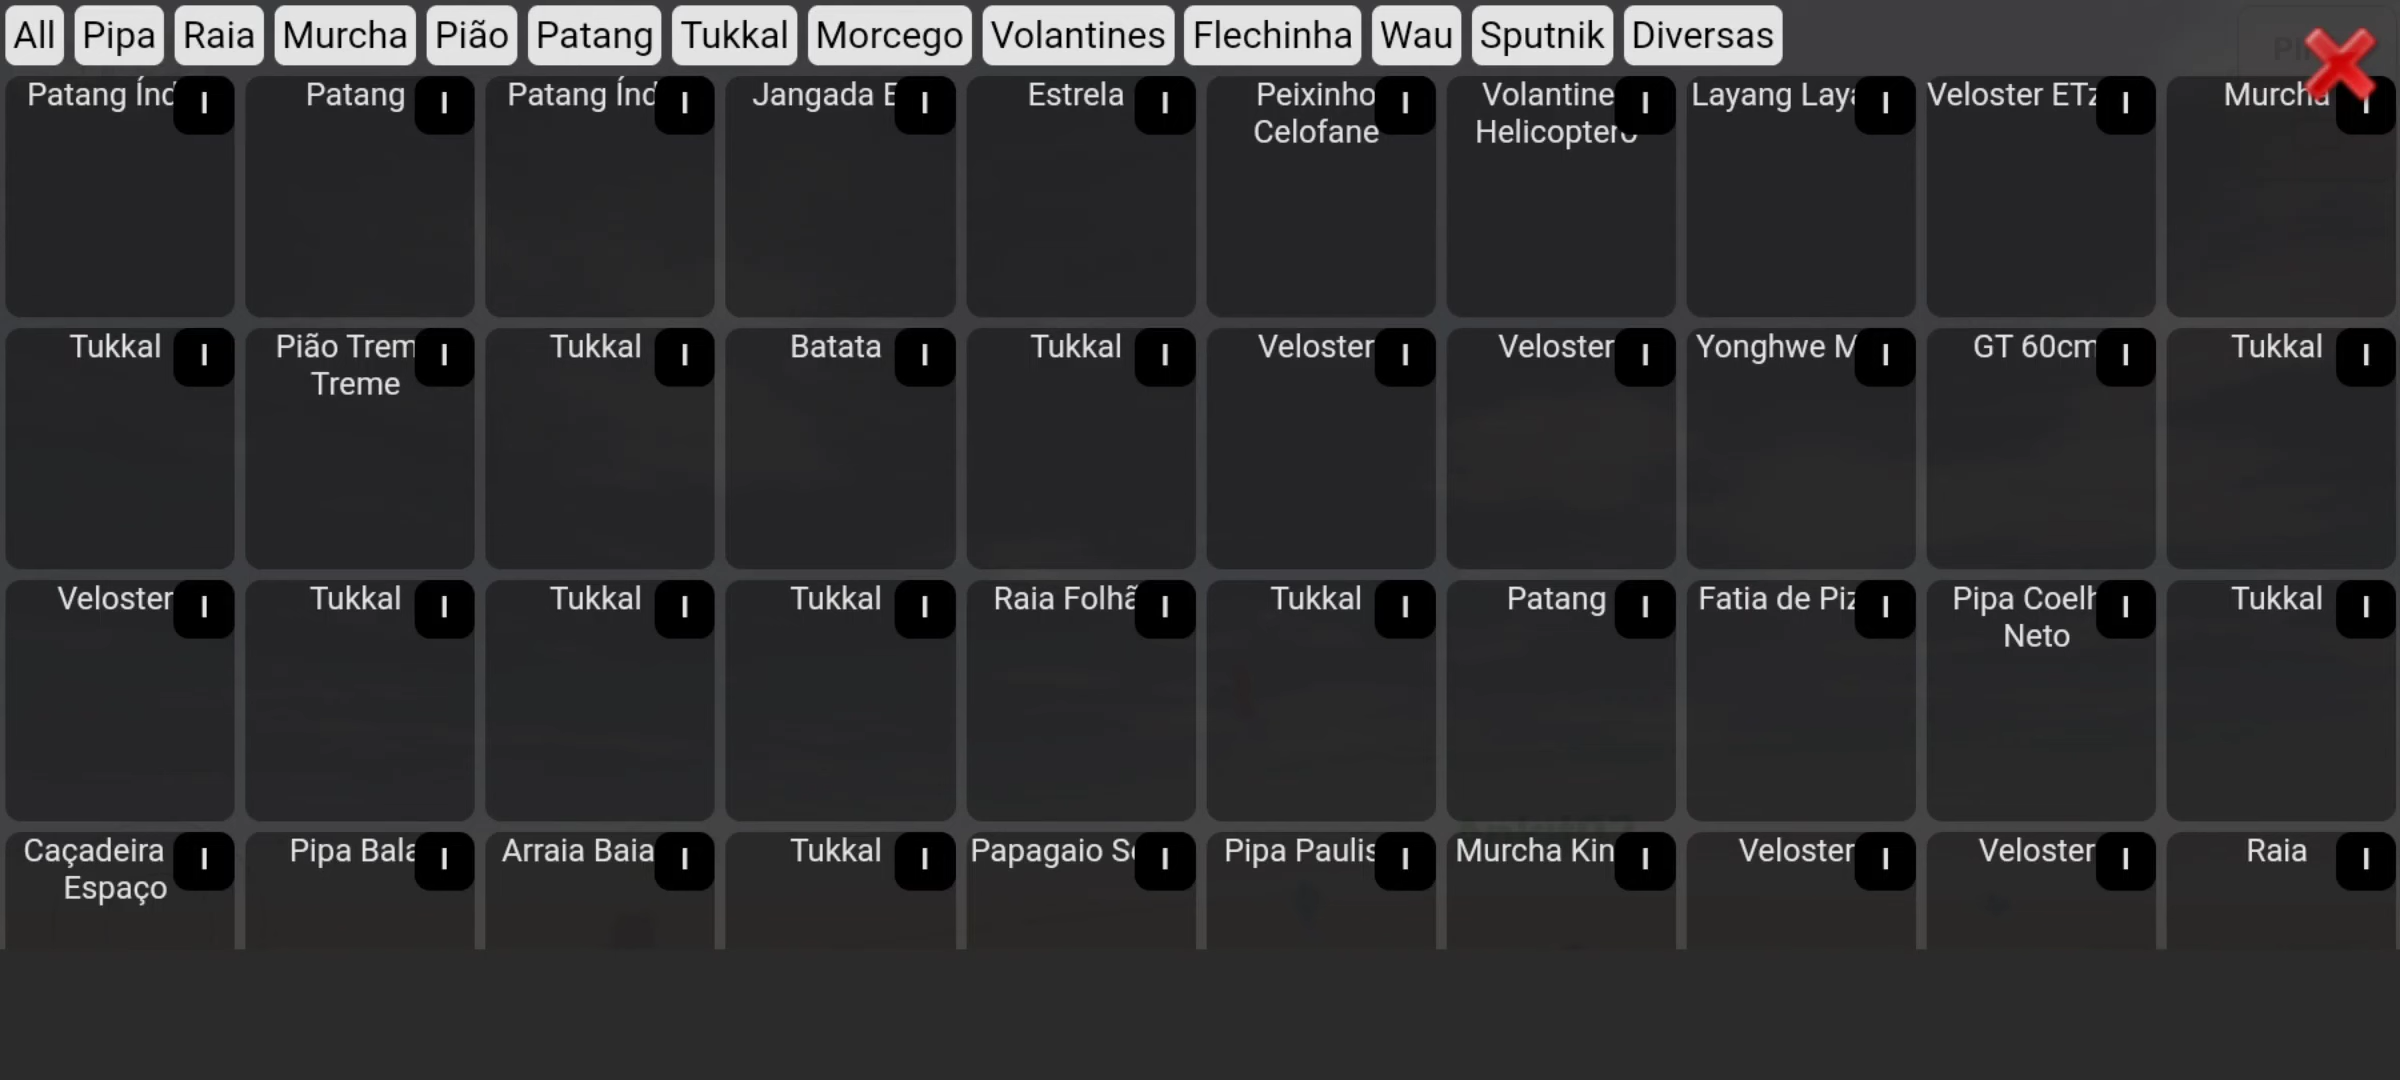 All Pipa Raia Murcha Pião Patang Tukkal Morcego Volantines Flechinha Wau Sputnik Diversas
Patang Índ I Patang I Patang Índ I Jangada E I Estrela I Peixinho I Volantine I Layang Laya I Veloster ETz I Murcha I
Celofane Helicoptero
Tukkal I Pião Trem I Tukkal I Batata I Tukkal I Veloster I Veloster I Yonghwe M I GT 60cm I Tukkal I
Treme
Veloster I Tukkal I Tukkal I Tukkal I Raia Folhã I Tukkal I Patang I Fatia de Piz I Pipa Coelh I Tukkal I
Neto
Caçadeira I Pipa Bala I Arraia Baia I Tukkal I Papagaio So I Pipa Paulis I Murcha Kin I Veloster I Veloster I Raia I
Espaço